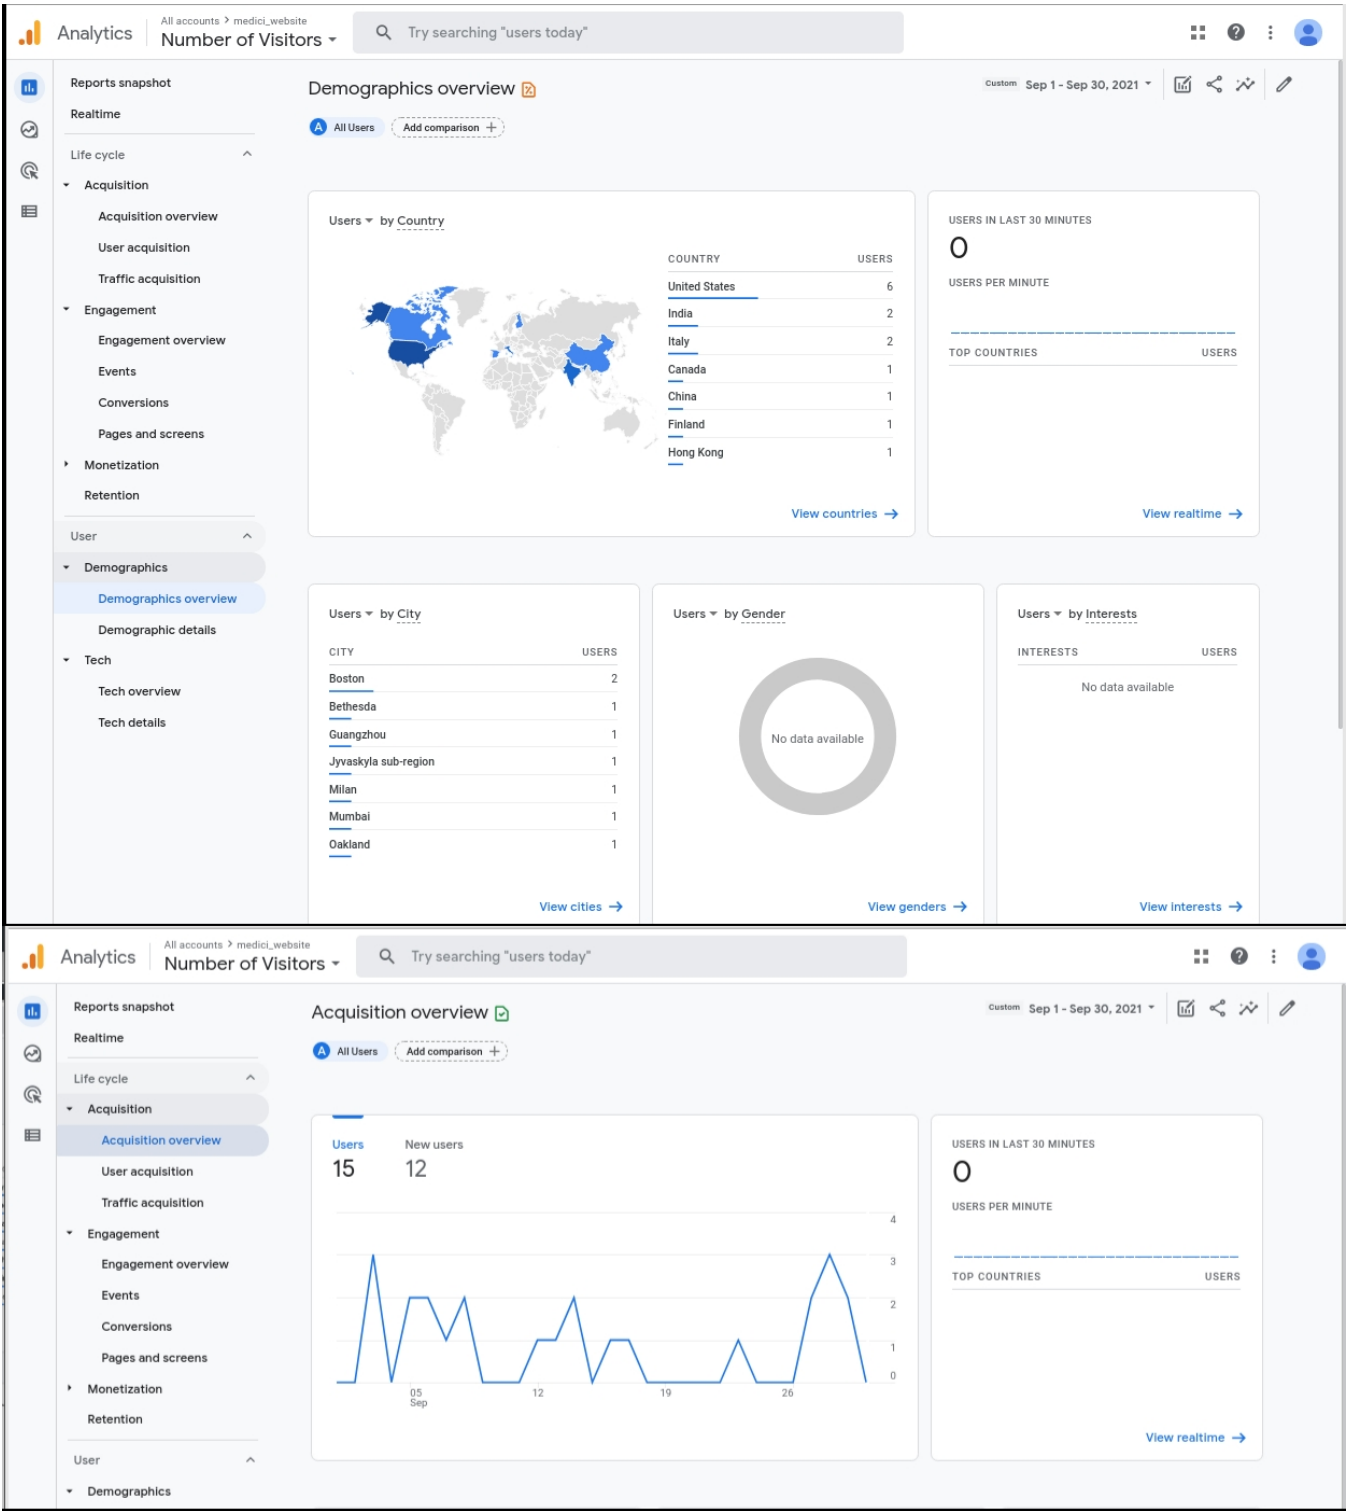 Analytics
All accounts > medici_website
Number of Visitors
Try searching "users today"
Reports snapshot
Realtime
Life cycle
Acquisition
Acquisition overview
User acquisition
Traffic acquisition
Engagement
Engagement overview
Events
Conversions
Pages and screens
Monetization
Retention
User
Demographics
Demographics overview
Demographic details
Tech
Tech overview
Tech details
Demographics overview
Custom Sep 1 - Sep 30, 2021
A All Users Add comparison +
Users by Country
COUNTRY USERS
United States 6
India 2
Italy 2
Canada 1
China 1
Finland 1
Hong Kong 1
View countries
USERS IN LAST 30 MINUTES
0
USERS PER MINUTE
TOP COUNTRIES USERS
View realtime
Users by City
CITY USERS
Boston 2
Bethesda 1
Guangzhou 1
Jyvaskyla sub-region 1
Milan 1
Mumbai 1
Oakland 1
View cities
Users by Gender
No data available
View genders
Users by Interests
INTERESTS USERS
No data available
View interests
Analytics
All accounts > medici_website
Number of Visitors
Try searching "users today"
Reports snapshot
Realtime
Life cycle
Acquisition
Acquisition overview
User acquisition
Traffic acquisition
Engagement
Engagement overview
Events
Conversions
Pages and screens
Monetization
Retention
User
Demographics
Acquisition overview
Custom Sep 1 - Sep 30, 2021
A All Users Add comparison +
Users New users
15 12
4
3
2
1
0
05 12 19 26
Sep
USERS IN LAST 30 MINUTES
0
USERS PER MINUTE
TOP COUNTRIES USERS
View realtime